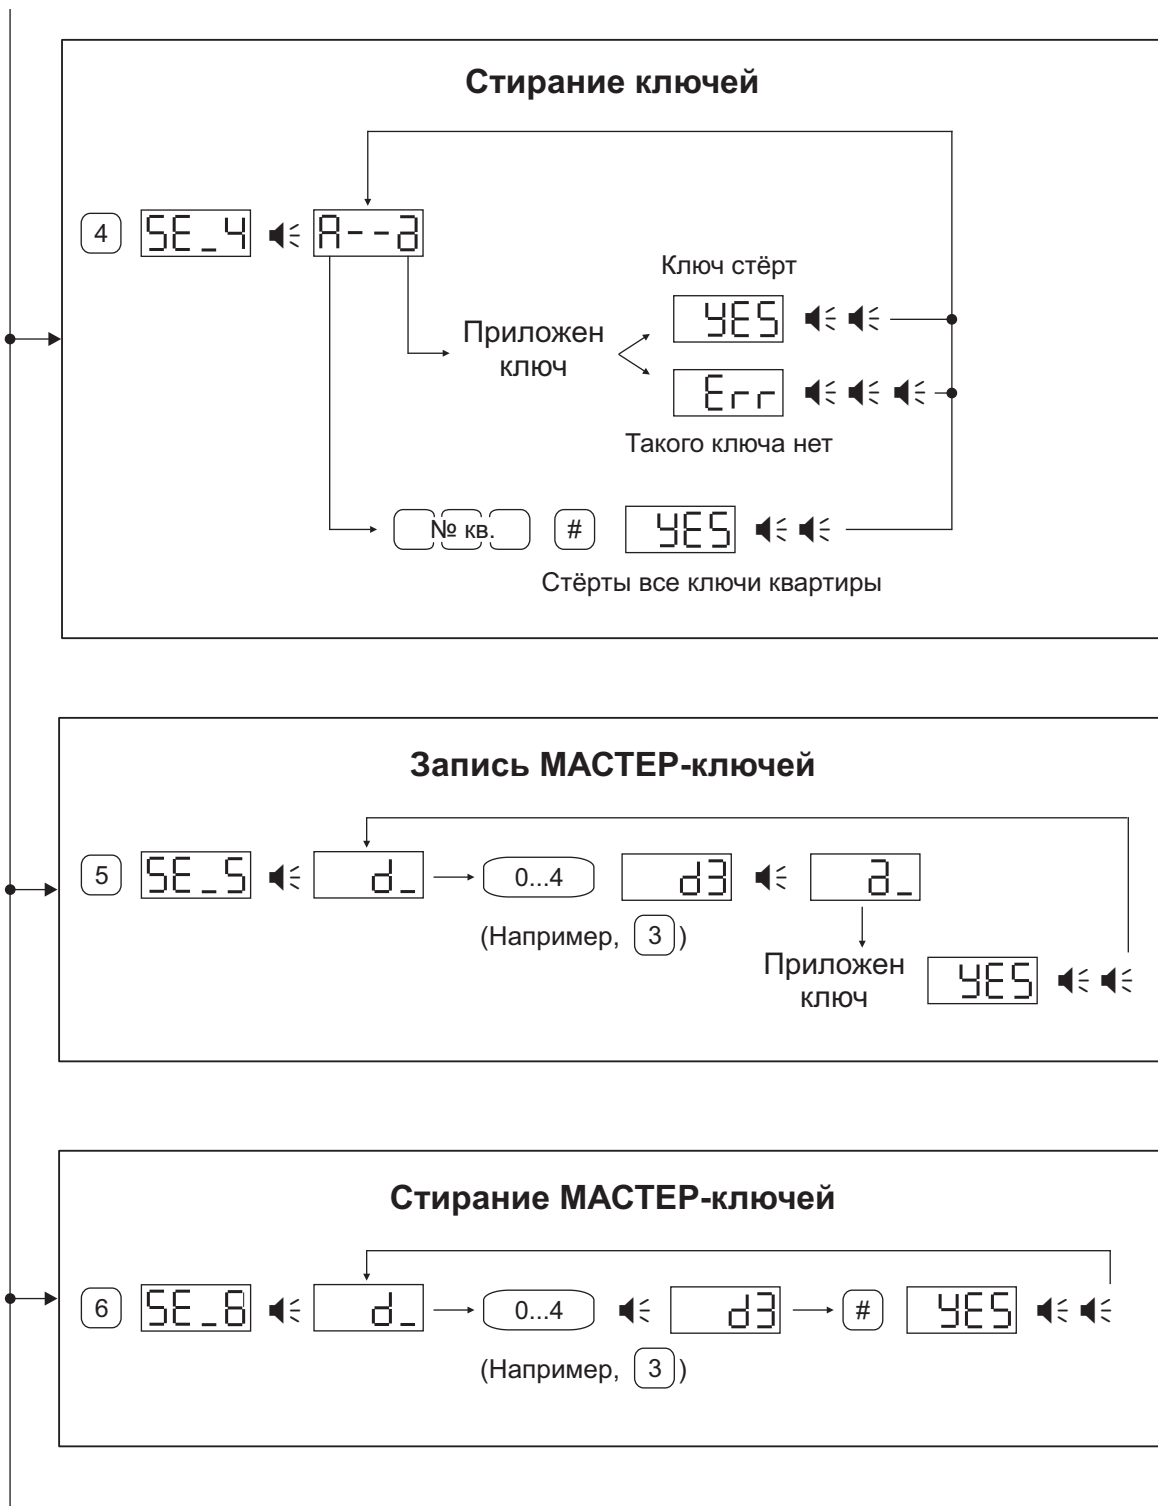 Стирание ключей
4 SE_4 A--a
Ключ стёрт
YES
Приложен
ключ
Err
Такого ключа нет
№ кв. # YES
Стёрты все ключи квартиры
Запись МАСТЕР-ключей
5 SE_5 d_ 0...4 d3 a_
(Например, 3)
Приложен
ключ
YES
Стирание МАСТЕР-ключей
6 SE_6 d_ 0...4 d3 # YES
(Например, 3)